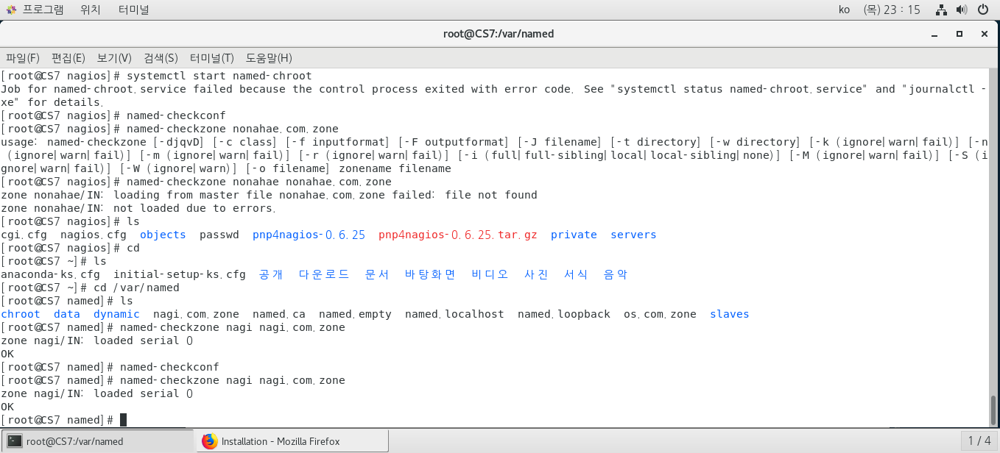 프로그램 위치 터미널 ko (목) 23 : 15
root@CS7:/var/named
파일(F) 편집(E) 보기(V) 검색(S) 터미널(T) 도움말(H)
[root@CS7 nagios]# systemctl start named-chroot
Job for named-chroot.service failed because the control process exited with error code. See "systemctl status named-chroot.service" and "journalctl -
xe" for details.
[root@CS7 nagios]# named-checkconf
[root@CS7 nagios]# named-checkzone nonahae.com.zone
usage: named-checkzone [-djqvD] [-c class] [-f inputformat] [-F outputformat] [-J filename] [-t directory] [-w directory] [-k (ignore|warn|fail)] [-n
(ignore|warn|fail)] [-m (ignore|warn|fail)] [-r (ignore|warn|fail)] [-i (full|full-sibling|local|local-sibling|none)] [-M (ignore|warn|fail)] [-S (i
gnore|warn|fail)] [-W (ignore|warn)] [-o filename] zonename filename
[root@CS7 nagios]# named-checkzone nonahae nonahae.com.zone
zone nonahae/IN: loading from master file nonahae.com.zone failed: file not found
zone nonahae/IN: not loaded due to errors.
[root@CS7 nagios]# ls
cgi.cfg nagios.cfg objects passwd pnp4nagios-0.6.25 pnp4nagios-0.6.25.tar.gz private servers
[root@CS7 nagios]# cd
[root@CS7 ~]# ls
anaconda-ks.cfg initial-setup-ks.cfg 공개 다운로드 문서 바탕화면 비디오 사진 서식 음악
[root@CS7 ~]# cd /var/named
[root@CS7 named]# ls
chroot data dynamic nagi.com.zone named.ca named.empty named.localhost named.loopback os.com.zone slaves
[root@CS7 named]# named-checkzone nagi nagi.com.zone
zone nagi/IN: loaded serial 0
OK
[root@CS7 named]# named-checkconf
[root@CS7 named]# named-checkzone nagi nagi.com.zone
zone nagi/IN: loaded serial 0
OK
[root@CS7 named]#
root@CS7:/var/named Installation - Mozilla Firefox 1 / 4